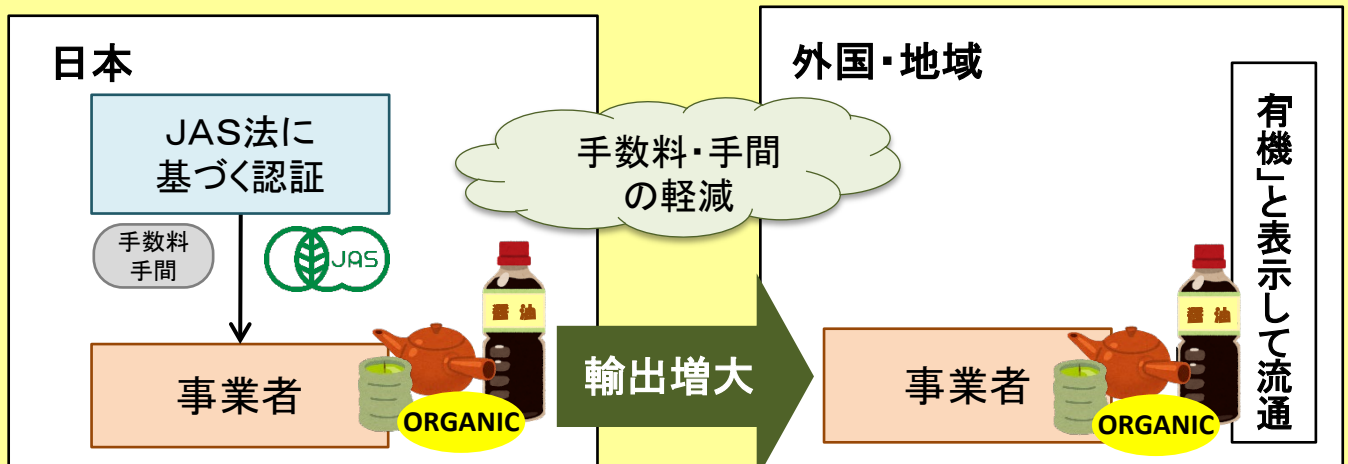 日本
JAS法に
基づく認証
手数料
手間
JAS
醤油
事業者
ORGANIC
手数料・手間
の軽減
輸出増大
外国・地域
事業者
醤油
ORGANIC
有機」と表示して流通